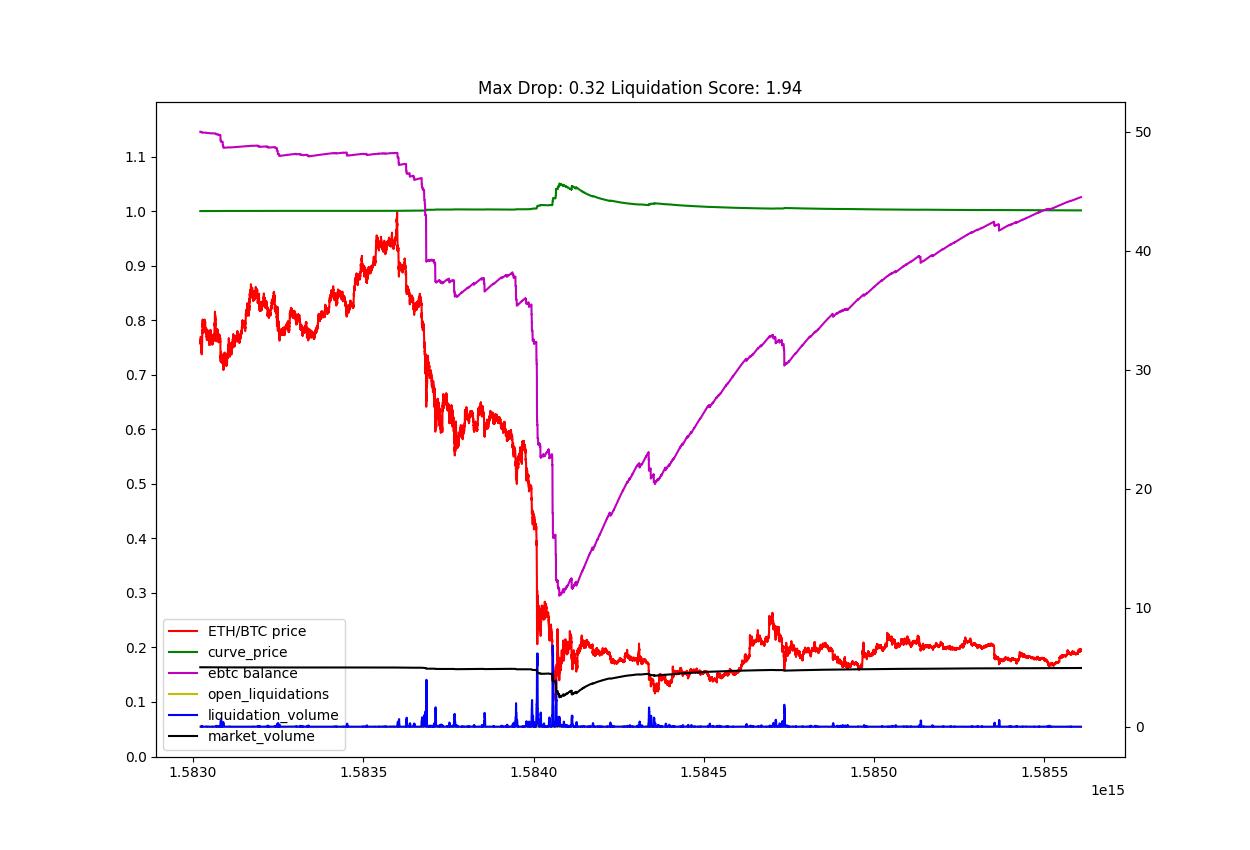 Max Drop: 0.32 Liquidation Score: 1.94
1.1
1.0
0.9
0.8
0.7
0.6
0.5
0.4
0.3
0.2
0.1
0.0
50
40
30
20
10
0
ETH/BTC price
curve_price
ebtc balance
open_liquidations
liquidation_volume
market_volume
1.5830 1.5835 1.5840 1.5845 1.5850 1.5855
1e15